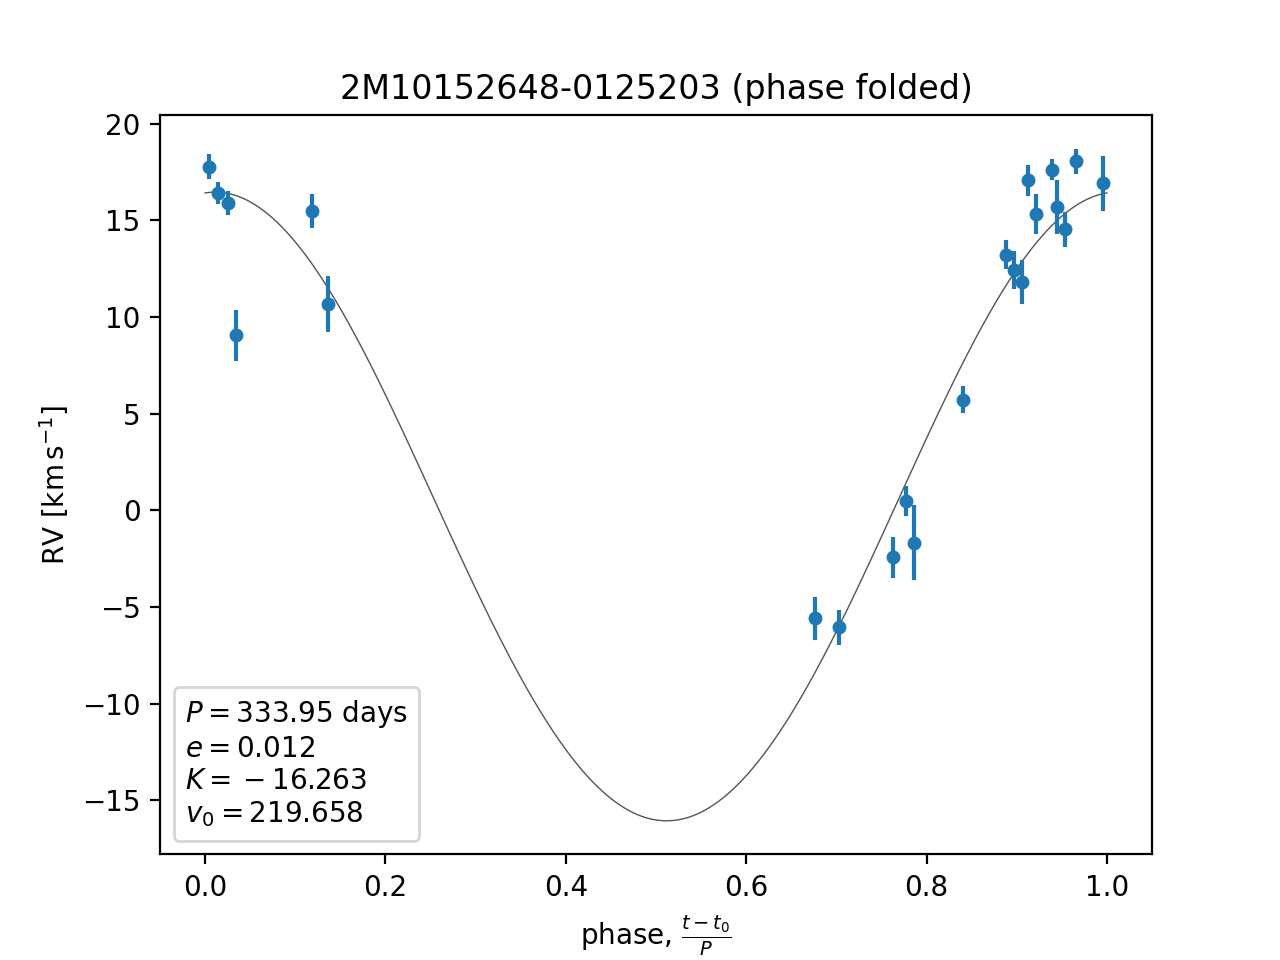 2M10152648-0125203 (phase folded)
20
15
10
5
0
−5
−10
−15
RV [km s⁻¹]
P = 333.95 days
e = 0.012
K = − 16.263
v₀ = 219.658
0.0 0.2 0.4 0.6 0.8 1.0
phase, (t − t₀)/P